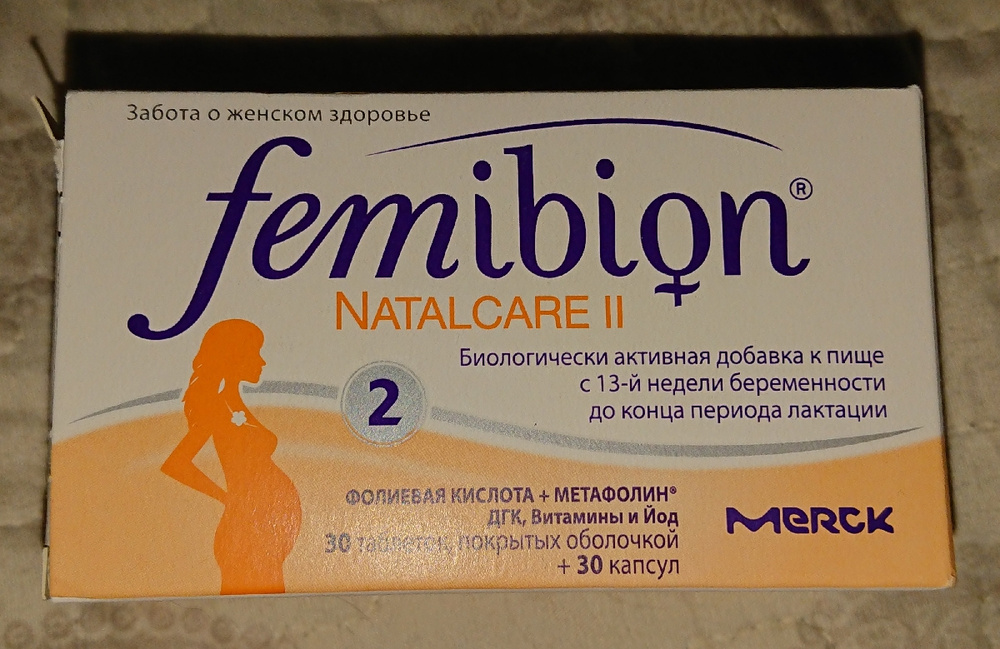 Забота о женском здоровье
femibion®
NATALCARE II
2
Биологически активная добавка к пище
с 13-й недели беременности
до конца периода лактации
ФОЛИЕВАЯ КИСЛОТА + МЕТАФОЛИН®
ДГК, Витамины и Йод
30 таблеток, покрытых оболочкой
+ 30 капсул
MERCK